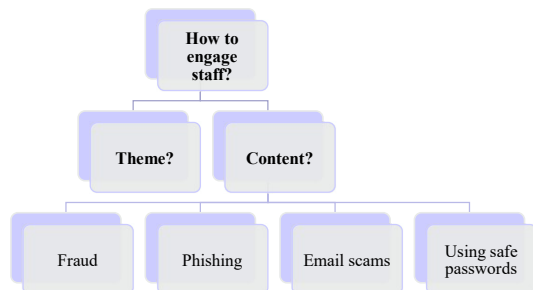 How to
engage
staff?
Theme?
Content?
Fraud
Phishing
Email scams
Using safe
passwords